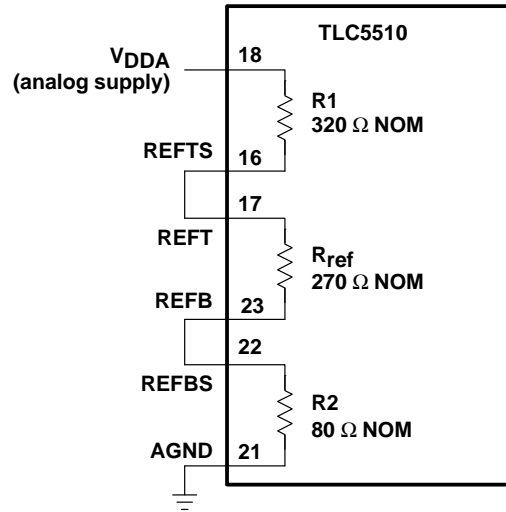 TLC5510
VDDA
(analog supply)
18
R1
320 Ω NOM
REFTS
16
17
REFT
Rref
270 Ω NOM
REFB
23
22
REFBS
R2
80 Ω NOM
AGND
21